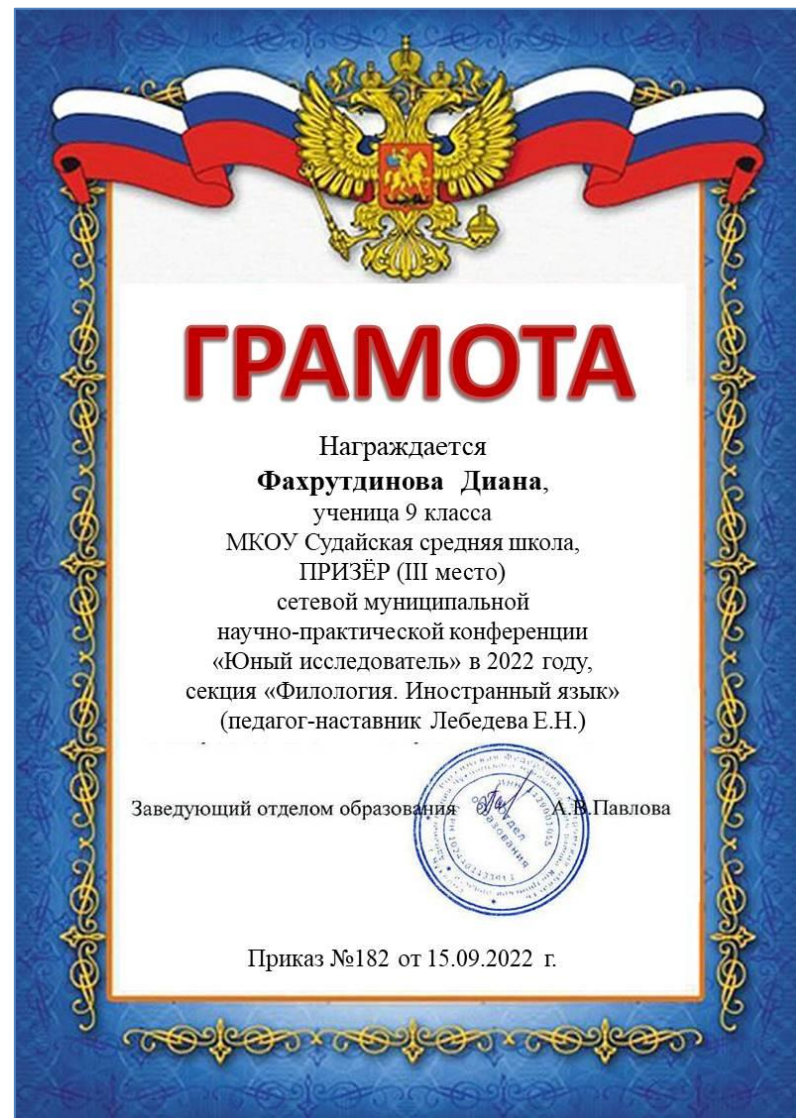 ГРАМОТА
Награждается
Фахрутдинова Диана,
ученица 9 класса
МКОУ Судайская средняя школа,
ПРИЗЁР (III место)
сетевой муниципальной
научно-практической конференции
«Юный исследователь» в 2022 году,
секция «Филология. Иностранный язык»
(педагог-наставник Лебедева Е.Н.)
Заведующий отделом образования А.В.Павлова
Отдел
образования
Приказ №182 от 15.09.2022 г.